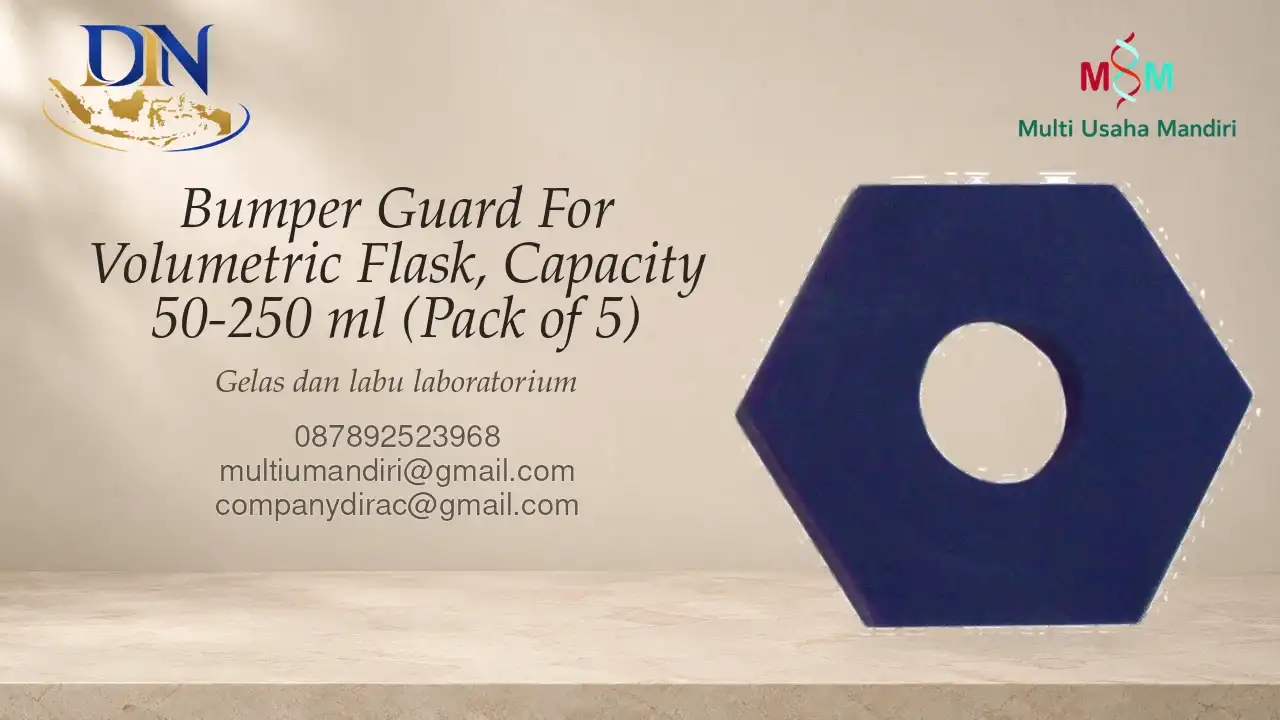 DN
MSM
Multi Usaha Mandiri
Bumper Guard For
Volumetric Flask, Capacity
50-250 ml (Pack of 5)
Gelas dan labu laboratorium
087892523968
multiumandiri@gmail.com
companydirac@gmail.com